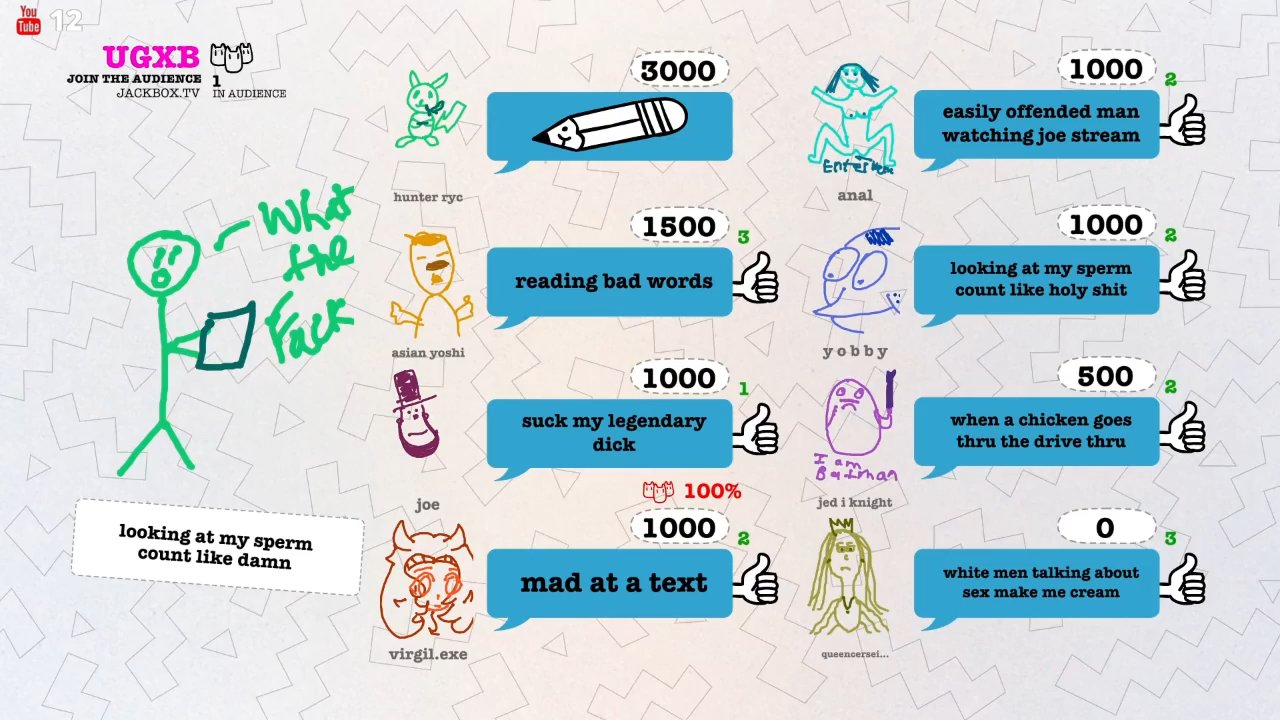 You
Tube 12
UGXB
JOIN THE AUDIENCE 1
JACKBOX.TV IN AUDIENCE
What
the
Fack
looking at my sperm
count like damn
3000
hunter ryc
1500
3
reading bad words
asian yoshi
1000
1
suck my legendary
dick
joe
100%
1000
2
mad at a text
virgil.exe
1000
2
easily offended man
watching joe stream
anal
1000
2
looking at my sperm
count like holy shit
y o b b y
500
2
when a chicken goes
thru the drive thru
I am
Batman
jed i knight
0
3
white men talking about
sex make me cream
queencersei...